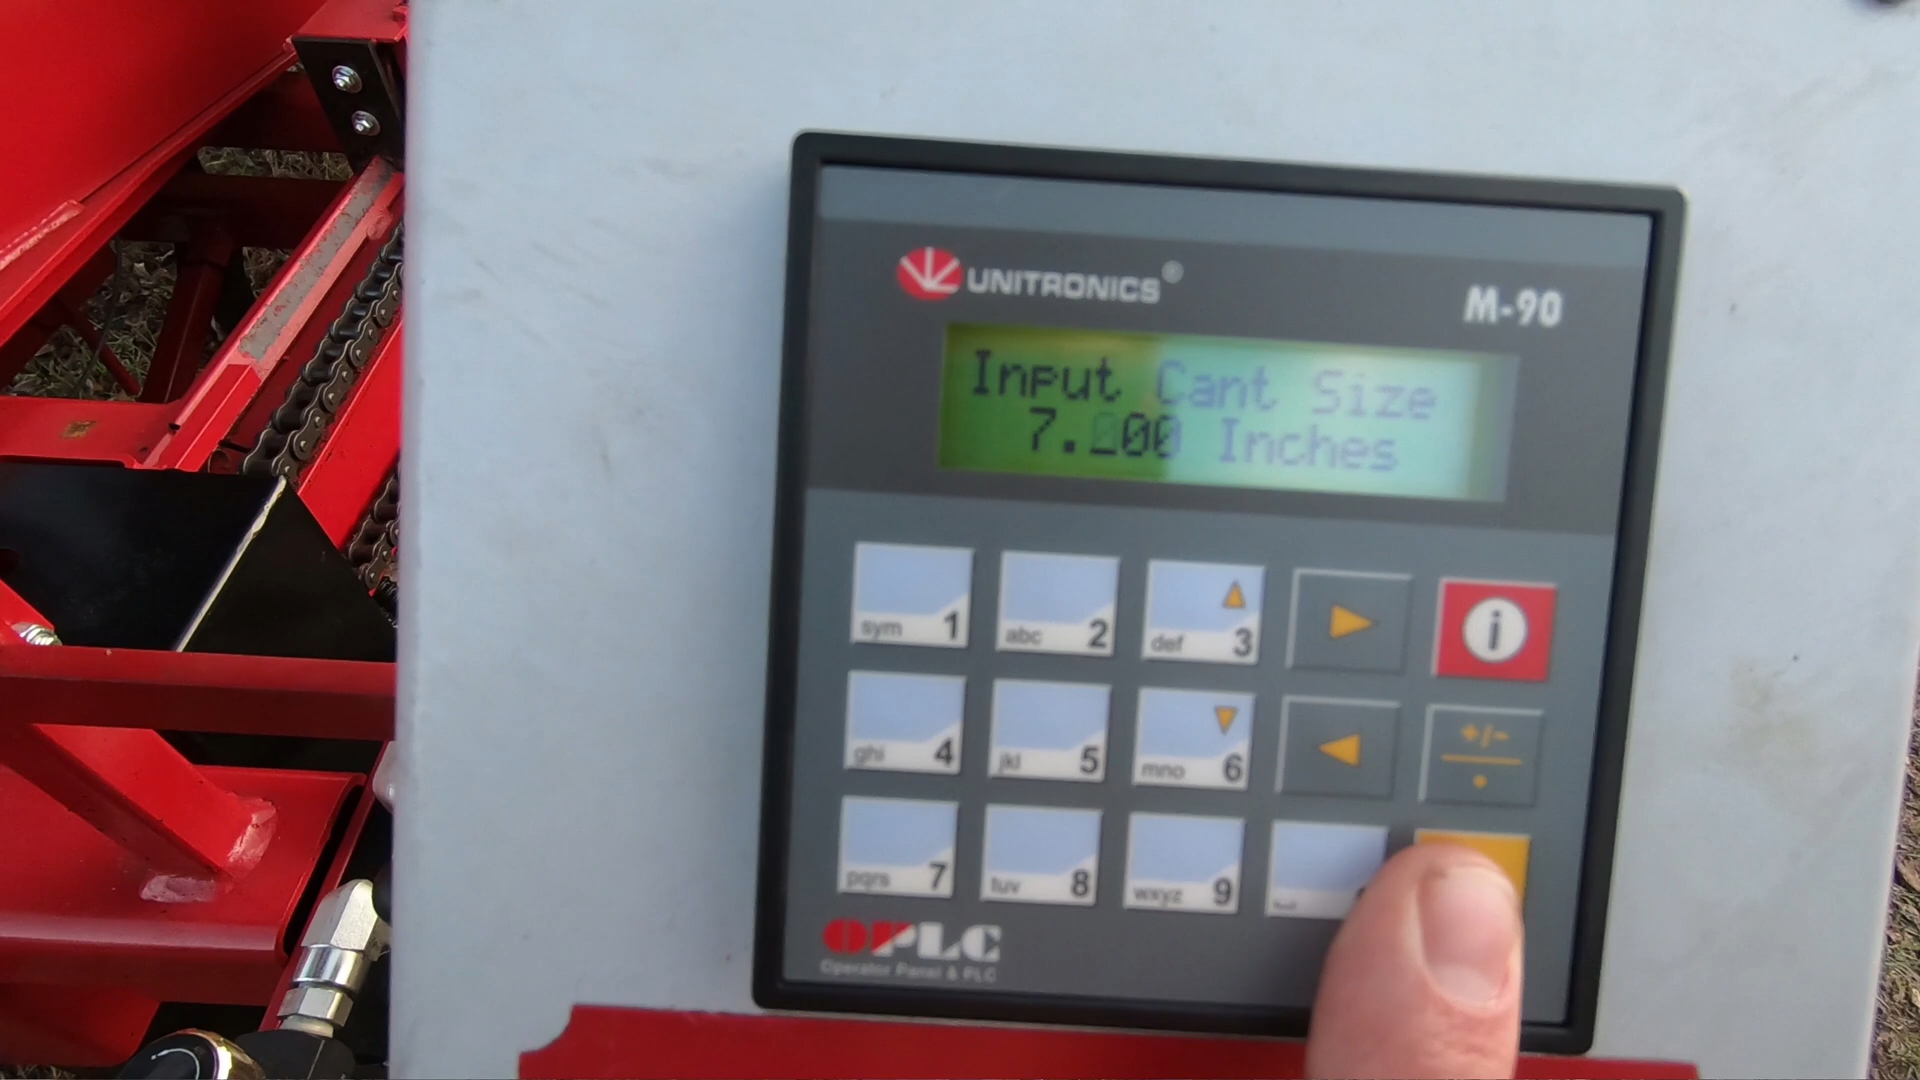 UNITRONICS®
M-90
Input Cant Size
7.000 Inches
sym 1
abc 2
def 3
i
ghi 4
jkl 5
mno 6
+/-
pqrs 7
tuv 8
wxyz 9
OPLC
Operator Panel & PLC